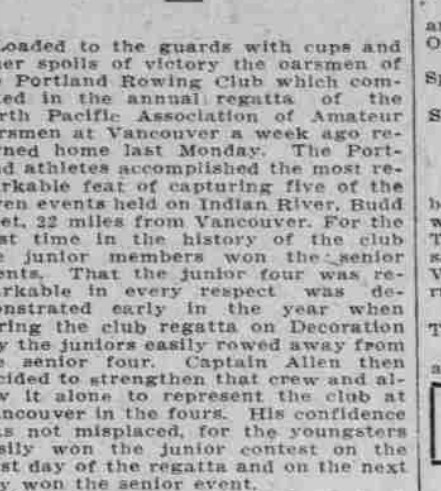 Loaded to the guards with cups and
her spoils of victory the oarsmen of
Portland Rowing Club which com-
ted in the annual regatta of the
rth Pacific Association of Amateur
rsmen at Vancouver a week ago re-
rned home last Monday. The Port-
nd athletes accomplished the most re-
arkable feat of capturing five of the
ven events held on Indian River, Budd
et, 22 miles from Vancouver. For the
st time in the history of the club
e junior members won the senior
ents. That the junior four was re-
arkable in every respect was de-
onstrated early in the year when
ring the club regatta on Decoration
y the juniors easily rowed away from
e senior four. Captain Allen then
cided to strengthen that crew and al-
w it alone to represent the club at
ncouver in the fours. His confidence
s not misplaced, for the youngsters
sily won the junior contest on the
st day of the regatta and on the next
y won the senior event.